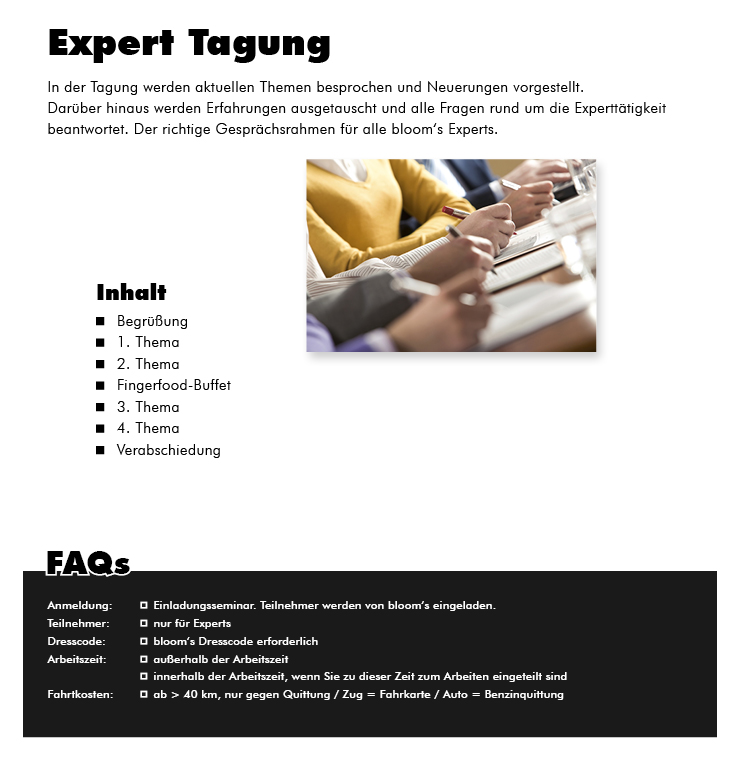 Expert Tagung
In der Tagung werden aktuellen Themen besprochen und Neuerungen vorgestellt.
Darüber hinaus werden Erfahrungen ausgetauscht und alle Fragen rund um die Experttätigkeit
beantwortet. Der richtige Gesprächsrahmen für alle bloom's Experts.
Inhalt
■ Begrüßung
■ 1. Thema
■ 2. Thema
■ Fingerfood-Buffet
■ 3. Thema
■ 4. Thema
■ Verabschiedung
FAQs
Anmeldung: Einladungsseminar. Teilnehmer werden von bloom's eingeladen.
Teilnehmer: nur für Experts
Dresscode: bloom's Dresscode erforderlich
Arbeitszeit: außerhalb der Arbeitszeit
innerhalb der Arbeitszeit, wenn Sie zu dieser Zeit zum Arbeiten eingeteilt sind
Fahrtkosten: ab > 40 km, nur gegen Quittung / Zug = Fahrkarte / Auto = Benzinquittung